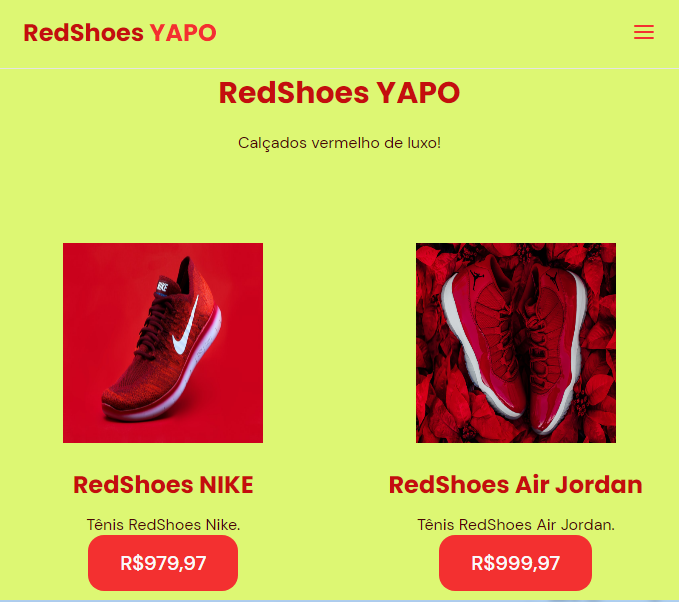 RedShoes YAPO
RedShoes YAPO
Calçados vermelho de luxo!
NIKE
RedShoes NIKE
RedShoes Air Jordan
Tênis RedShoes Nike.
Tênis RedShoes Air Jordan.
R$979,97
R$999,97